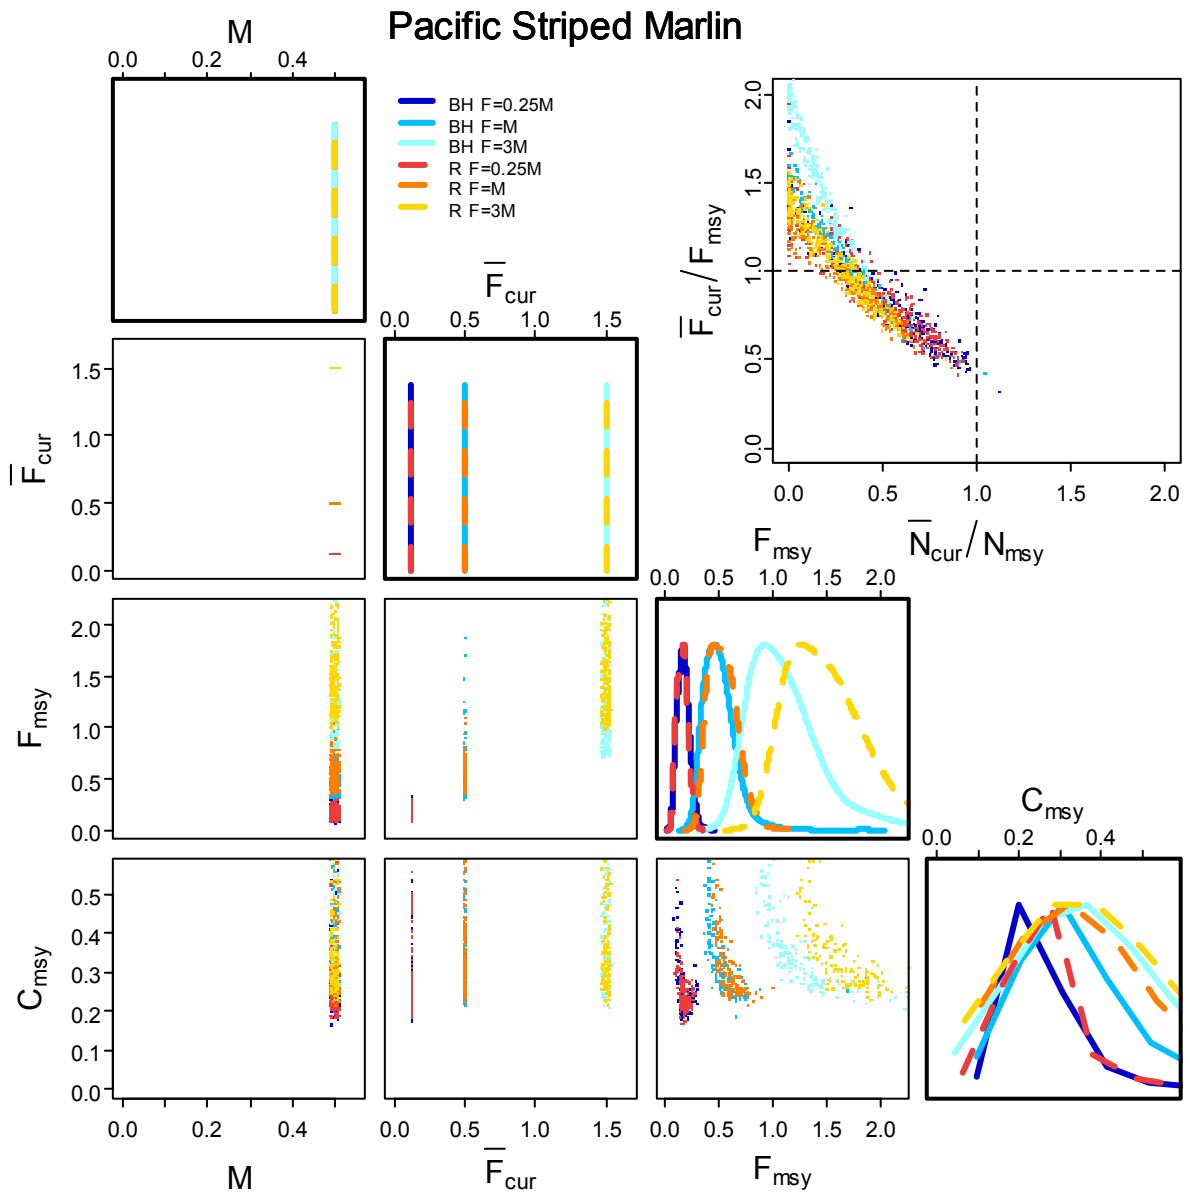 Pacific Striped Marlin
M
0.0 0.2 0.4
BH F=0.25M
BH F=M
BH F=3M
R F=0.25M
R F=M
R F=3M
F̅cur
0.0 0.5 1.0 1.5
F̅cur/Fmsy
0.0 0.5 1.0 1.5 2.0
0.0 0.5 1.0 1.5 2.0
N̅cur/Nmsy
F̅cur
0.0 0.5 1.0 1.5
Fmsy
0.0 0.5 1.0 2.0
Fmsy
0.0 0.5 1.0 1.5 2.0
Cmsy
0.0 0.2 0.4
Cmsy
0.0 0.1 0.2 0.3 0.4 0.5
0.0 0.2 0.4
M
0.0 0.5 1.0 1.5
F̅cur
0.0 0.5 1.0 2.0
Fmsy